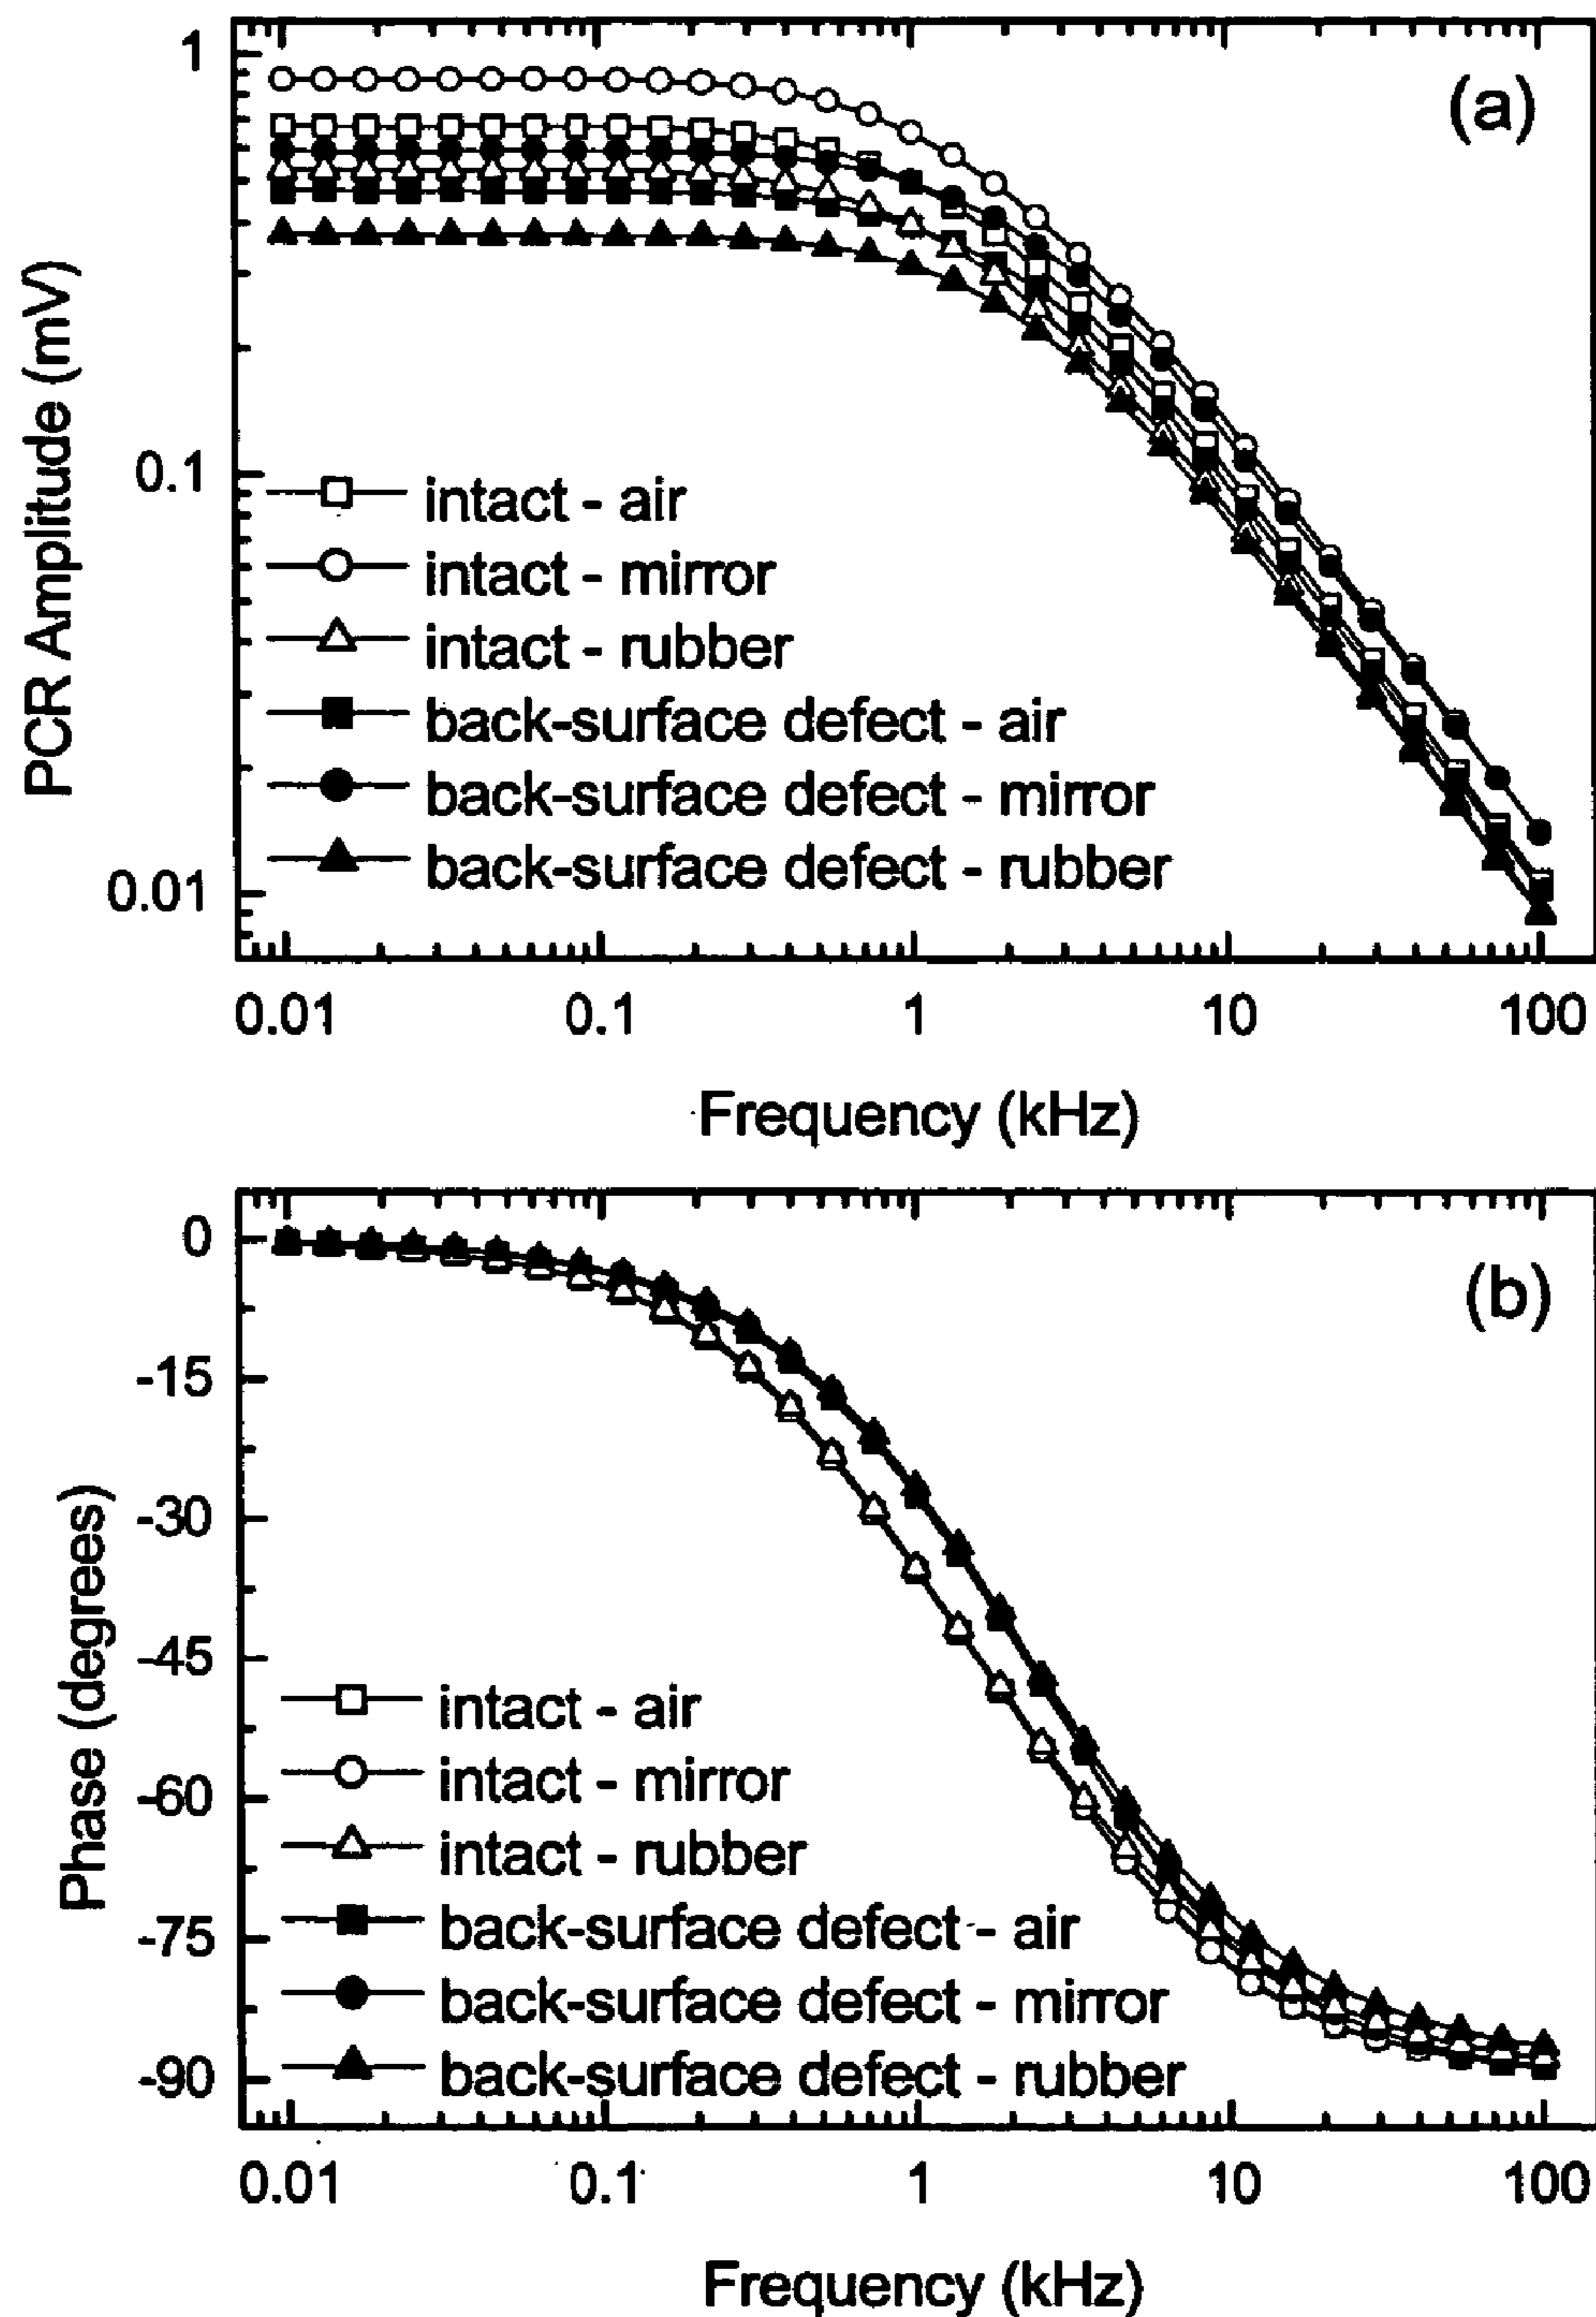 (a)
1
0.1
0.01
PCR Amplitude (mV)
intact - air
intact - mirror
intact - rubber
back-surface defect - air
back-surface defect - mirror
back-surface defect - rubber
0.01 0.1 1 10 100
Frequency (kHz)
(b)
0
-15
-30
-45
-60
-75
-90
Phase (degrees)
intact - air
intact - mirror
intact - rubber
back-surface defect - air
back-surface defect - mirror
back-surface defect - rubber
0.01 0.1 1 10 100
Frequency (kHz)